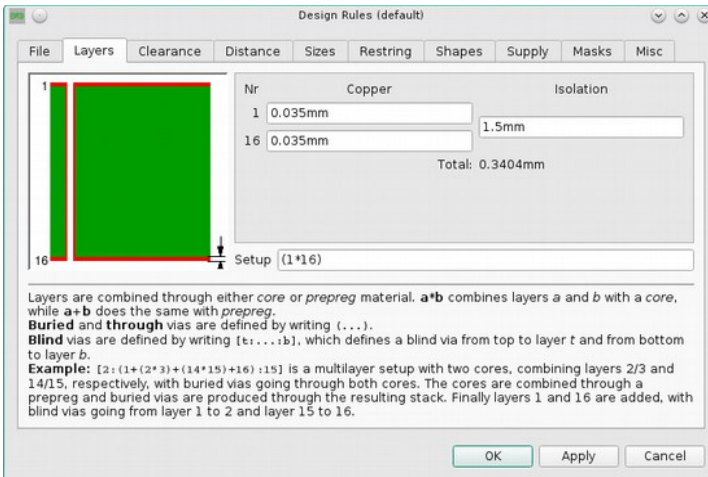 Design Rules (default)
File Layers Clearance Distance Sizes Restring Shapes Supply Masks Misc
Nr Copper Isolation
1
1 0.035mm
1.5mm
16 0.035mm
Total: 0.3404mm
16
Setup (1*16)
Layers are combined through either core or prepreg material. a*b combines layers a and b with a core,
while a+b does the same with prepreg.
Buried and through vias are defined by writing (...).
Blind vias are defined by writing [t:...:b], which defines a blind via from top to layer t and from bottom
to layer b.
Example: [2:(1+(2*3)+(14*15)+16):15] is a multilayer setup with two cores, combining layers 2/3 and
14/15, respectively, with buried vias going through both cores. The cores are combined through a
prepreg and buried vias are produced through the resulting stack. Finally layers 1 and 16 are added, with
blind vias going from layer 1 to 2 and layer 15 to 16.
OK Apply Cancel